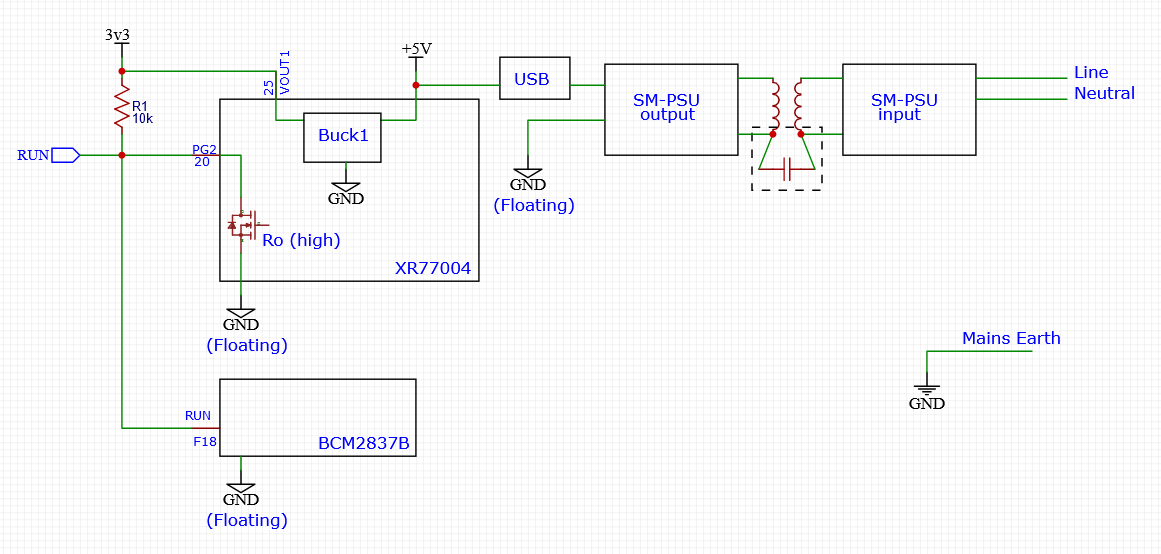 3v3
+5V
25
VOUT1
USB
SM-PSU
output
SM-PSU
input
Line
Neutral
R1
10k
Buck1
RUN
PG2
20
GND
GND
(Floating)
Ro (high)
XR77004
GND
(Floating)
Mains Earth
GND
RUN
F18
BCM2837B
GND
(Floating)